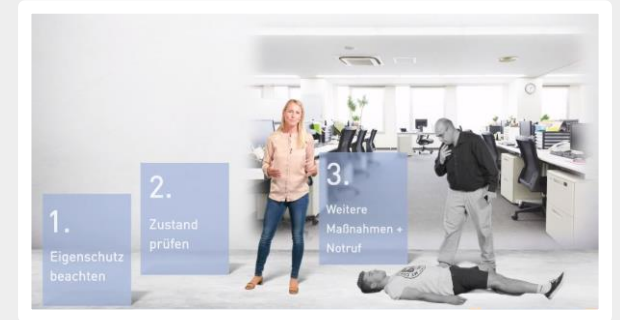 1.
Eigenschutz
beachten
2.
Zustand
prüfen
3.
Weitere
Maßnahmen +
Notruf